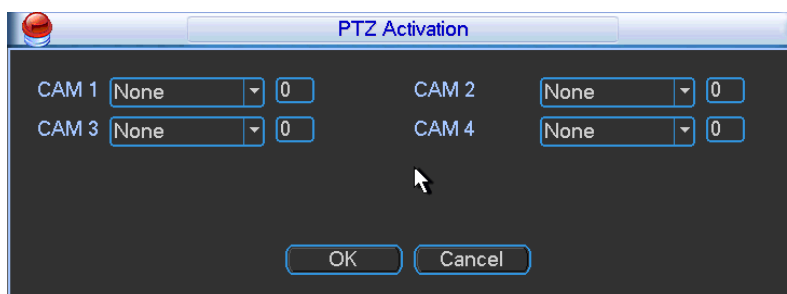 PTZ Activation
CAM 1 None 0 CAM 2 None 0
CAM 3 None 0 CAM 4 None 0
OK Cancel